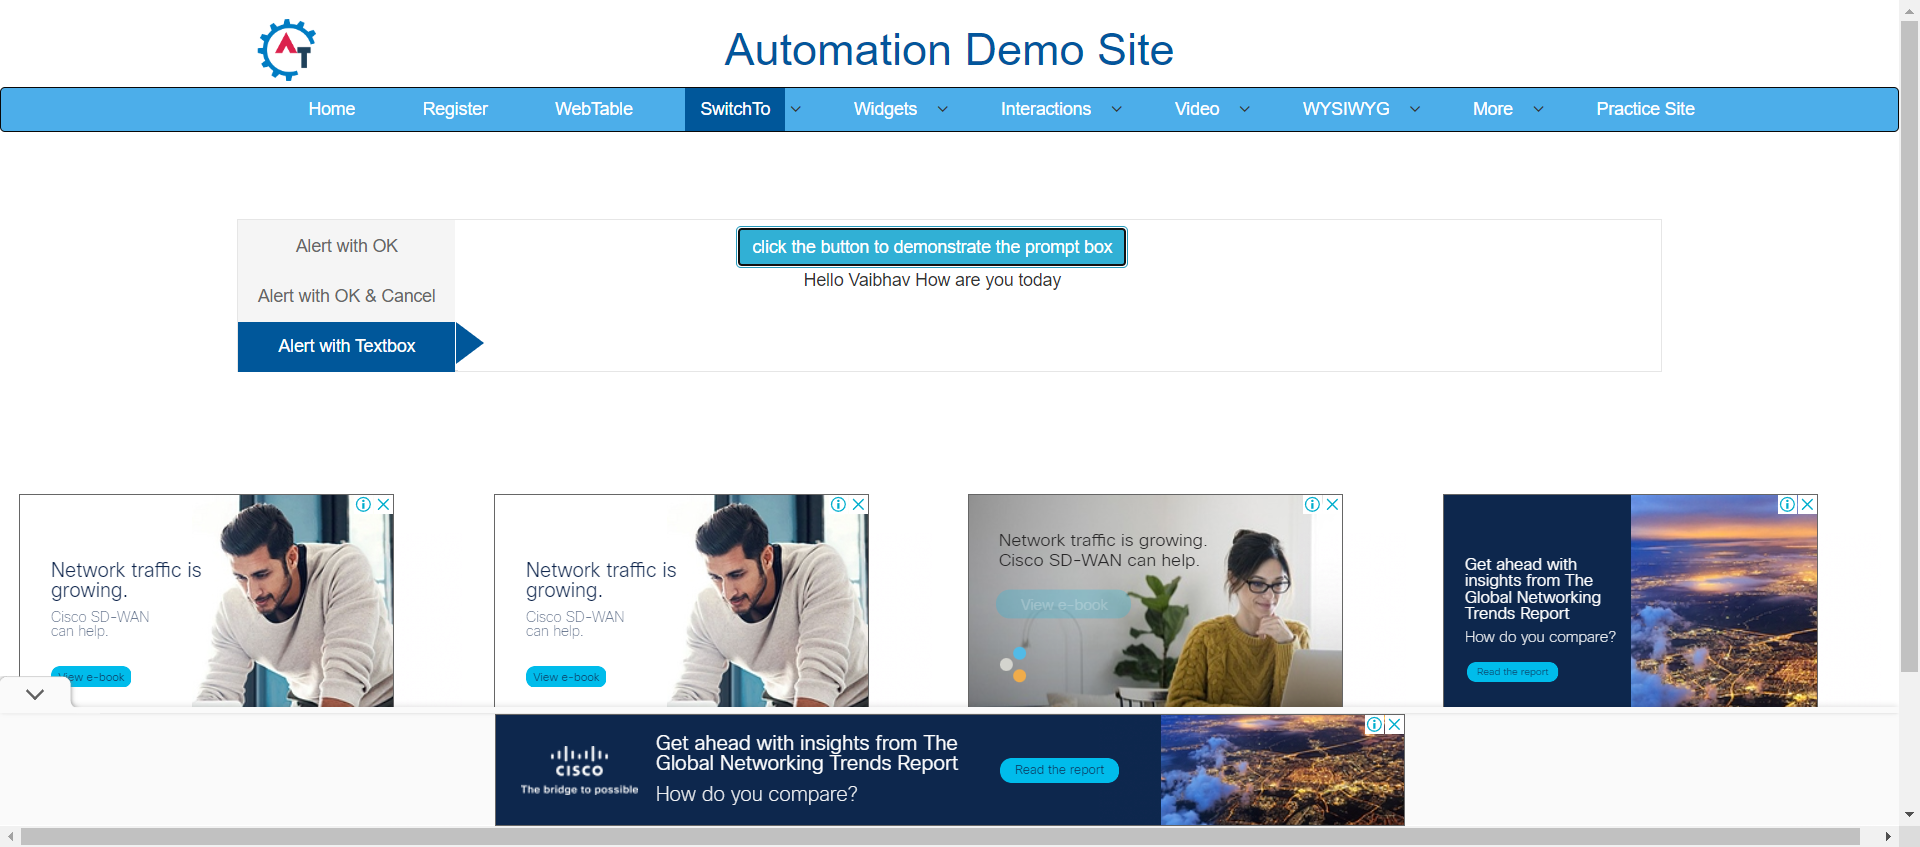 AT
Automation Demo Site
Home Register WebTable SwitchTo Widgets Interactions Video WYSIWYG More Practice Site
Alert with OK
Alert with OK & Cancel
Alert with Textbox
click the button to demonstrate the prompt box
Hello Vaibhav How are you today
Network traffic is
growing.
Cisco SD-WAN
can help.
View e-book
Network traffic is
growing.
Cisco SD-WAN
can help.
View e-book
Network traffic is growing.
Cisco SD-WAN can help.
View e-book
Get ahead with
insights from The
Global Networking
Trends Report
How do you compare?
Read the report
CISCO
The bridge to possible
Get ahead with insights from The
Global Networking Trends Report
How do you compare?
Read the report